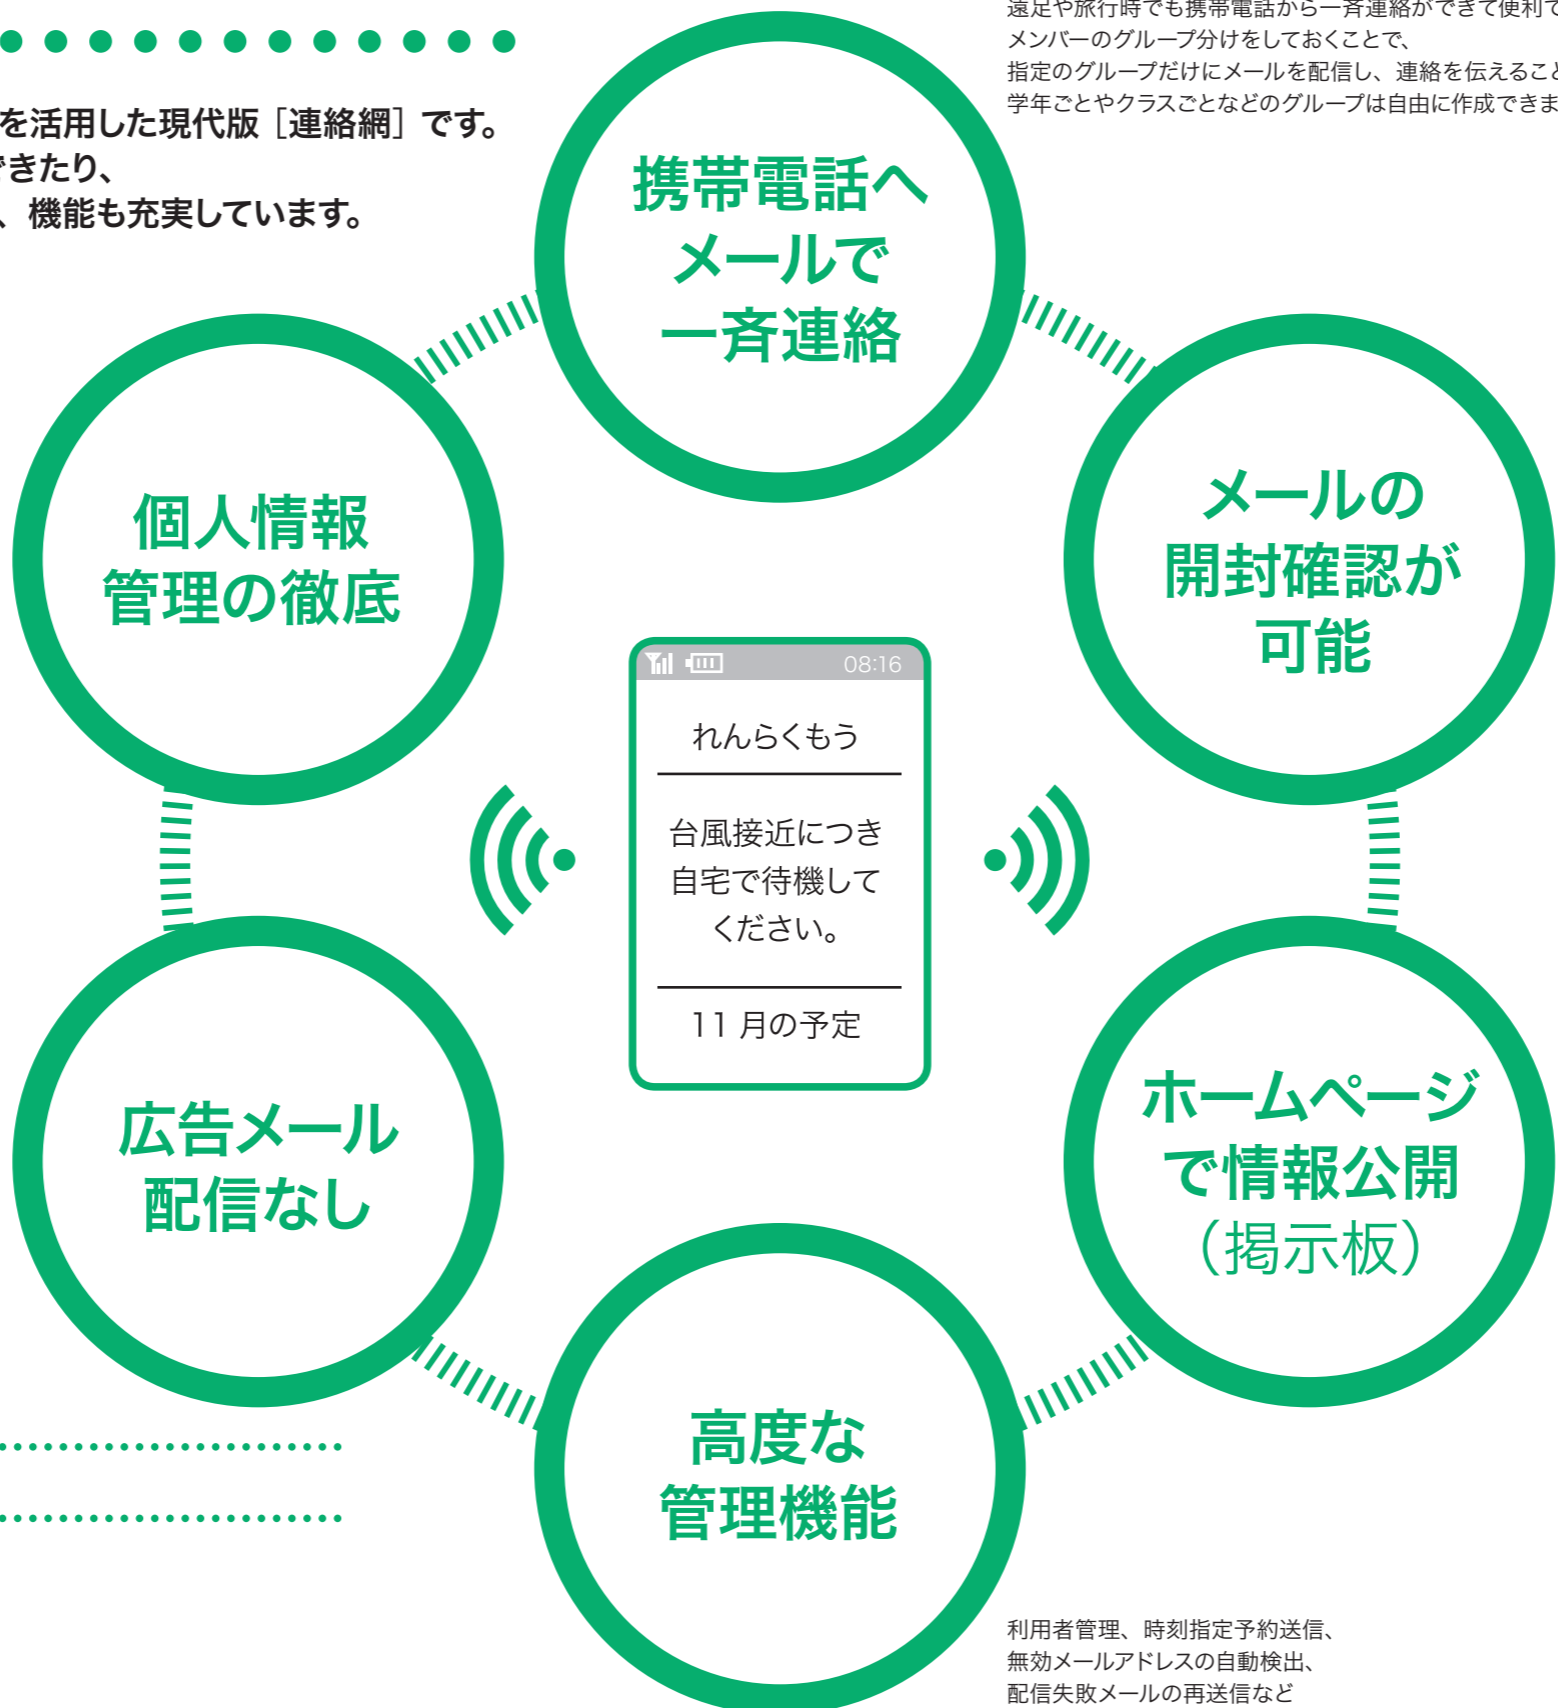 遠足や旅行時でも携帯電話から一斉連絡ができて便利で
メンバーのグループ分けをしておくことで、
指定のグループだけにメールを配信し、連絡を伝えること
学年ごとやクラスごとなどのグループは自由に作成できま
を活用した現代版［連絡網］です。
できたり、
、機能も充実しています。
携帯電話へ
メールで
一斉連絡
個人情報
管理の徹底
メールの
開封確認が
可能
08:16
れんらくもう
台風接近につき
自宅で待機して
ください。
11 月の予定
広告メール
配信なし
ホームページ
で情報公開
（掲示板）
高度な
管理機能
利用者管理、時刻指定予約送信、
無効メールアドレスの自動検出、
配信失敗メールの再送信など